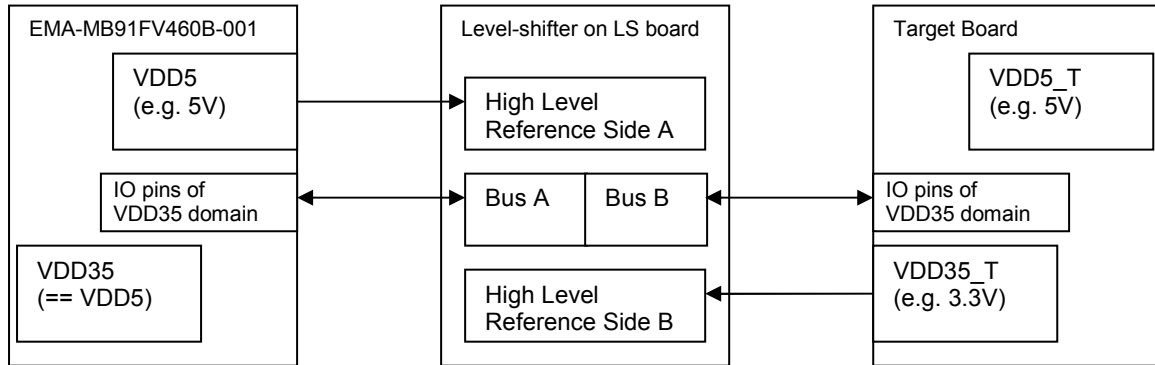 EMA-MB91FV460B-001
VDD5
(e.g. 5V)
IO pins of
VDD35 domain
VDD35
(== VDD5)
Level-shifter on LS board
High Level
Reference Side A
Bus A
Bus B
High Level
Reference Side B
Target Board
VDD5_T
(e.g. 5V)
IO pins of
VDD35 domain
VDD35_T
(e.g. 3.3V)